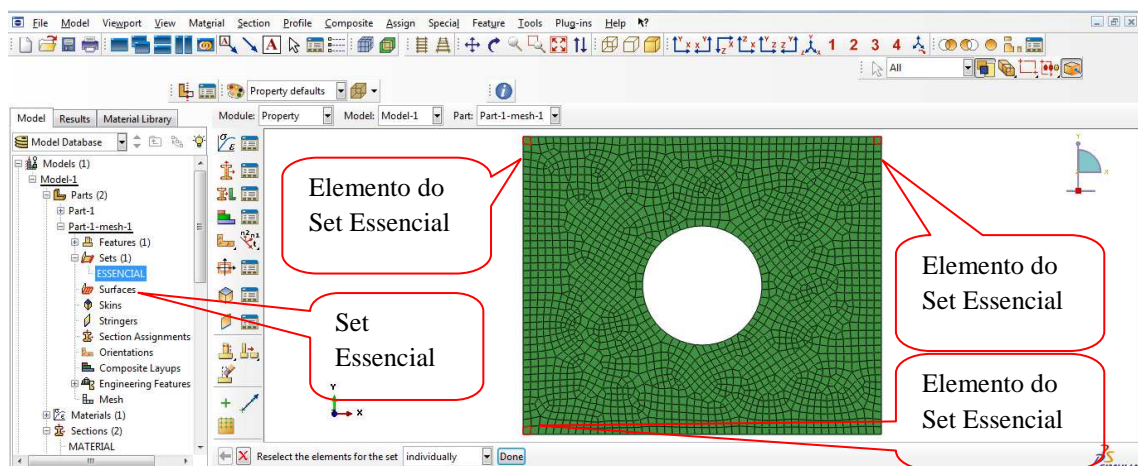 File Model Viewport View Material Section Profile Composite Assign Special Feature Tools Plug-ins Help
1 2 3 4
All
Property defaults
Model Results Material Library
Module: Property Model: Model-1 Part: Part-1-mesh-1
Model Database
Models (1)
Model-1
Parts (2)
Part-1
Part-1-mesh-1
Features (1)
Sets (1)
ESSENCIAL
Surfaces
Skins
Stringers
Section Assignments
Orientations
Composite Layups
Engineering Features
Mesh
Materials (1)
Sections (2)
MATERIAL
Elemento do
Set Essencial
Set
Essencial
Elemento do
Set Essencial
Elemento do
Set Essencial
Y
X
Reselect the elements for the set individually Done